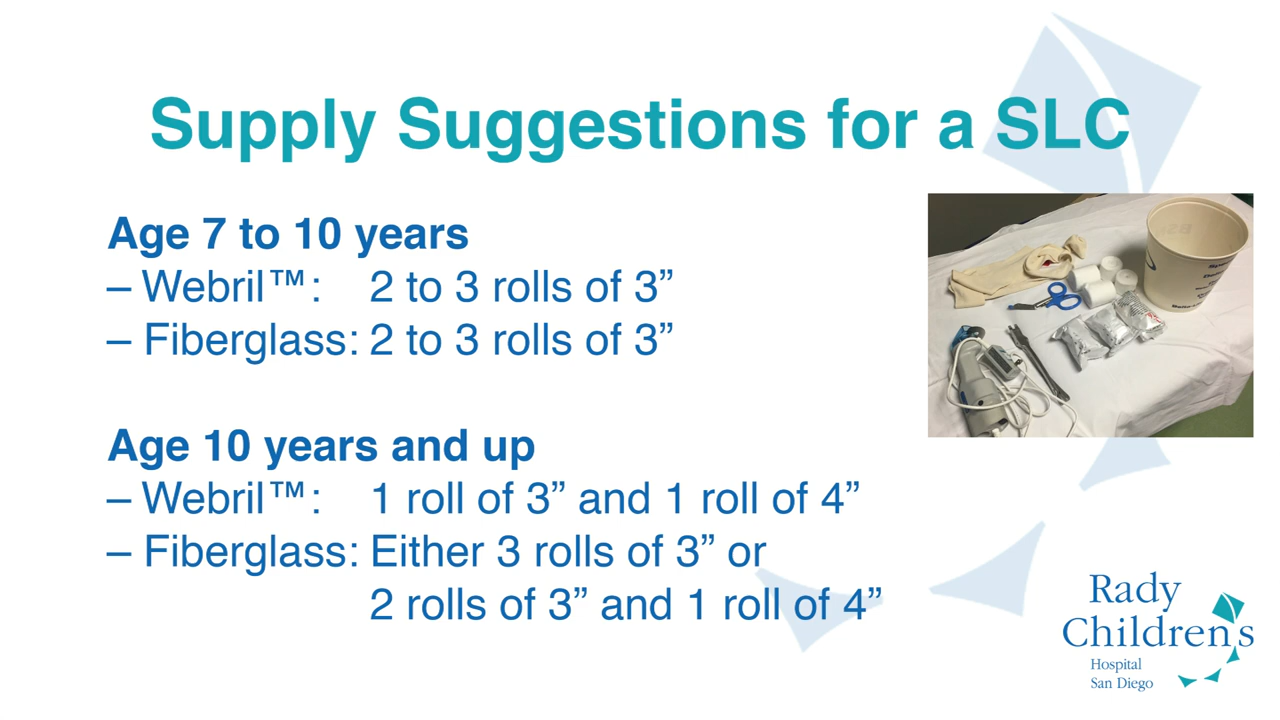 Supply Suggestions for a SLC
Age 7 to 10 years
– Webril™: 2 to 3 rolls of 3”
– Fiberglass: 2 to 3 rolls of 3”
Age 10 years and up
– Webril™: 1 roll of 3” and 1 roll of 4”
– Fiberglass: Either 3 rolls of 3” or
2 rolls of 3” and 1 roll of 4”
Rady
Children's
Hospital
San Diego